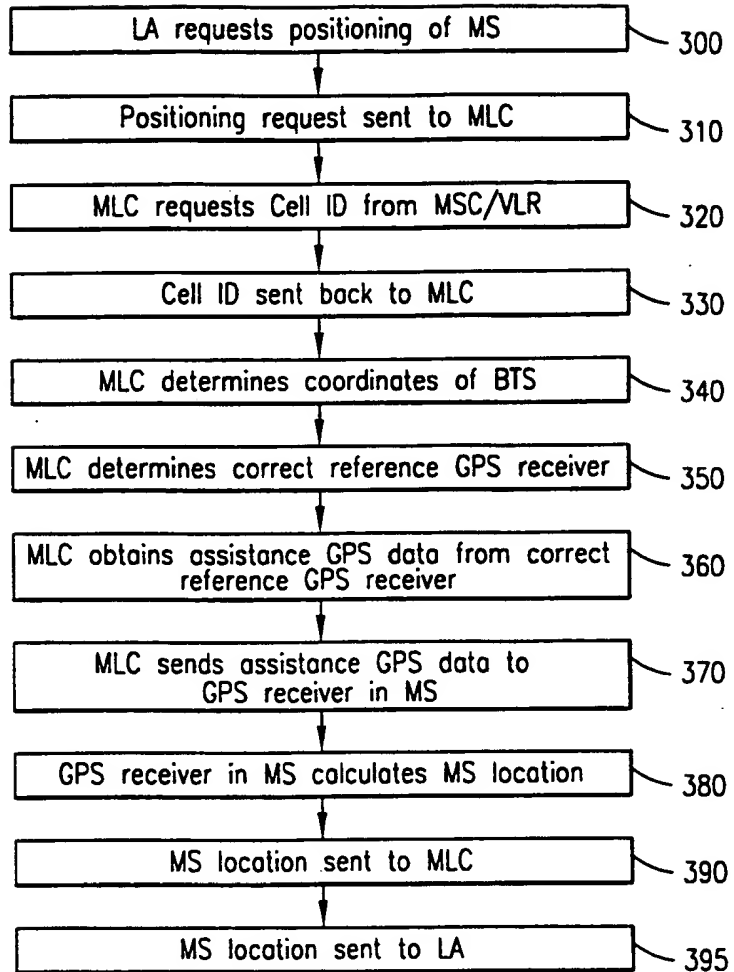 LA requests positioning of MS
300
Positioning request sent to MLC
310
MLC requests Cell ID from MSC/VLR
320
Cell ID sent back to MLC
330
MLC determines coordinates of BTS
340
MLC determines correct reference GPS receiver
350
MLC obtains assistance GPS data from correct
reference GPS receiver
360
MLC sends assistance GPS data to
GPS receiver in MS
370
GPS receiver in MS calculates MS location
380
MS location sent to MLC
390
MS location sent to LA
395